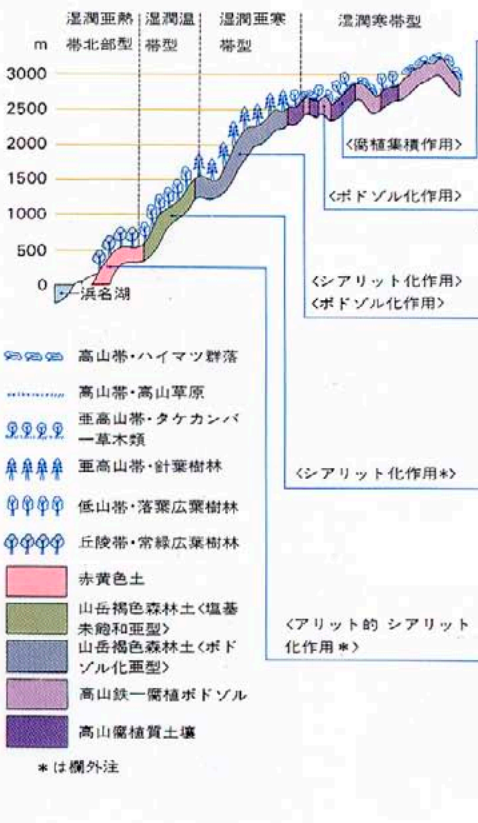 湿潤亜熱
帯北部型
湿潤温
帯型
湿潤亜寒
帯型
湿潤寒帯型
m
3000
2500
2000
1500
1000
500
0
浜名湖
<腐植集積作用>
<ポドゾル化作用>
<シアリット化作用>
<ポドゾル化作用>
<シアリット化作用*>
<アリット的 シアリット
化作用*>
高山帯・ハイマツ群落
高山帯・高山草原
亜高山帯・タケカンバ
ー草木類
亜高山帯・針葉樹林
低山帯・落葉広葉樹林
丘陵帯・常緑広葉樹林
赤黄色土
山岳褐色森林土<塩基
未飽和亜型>
山岳褐色森林土<ポド
ゾル化亜型>
高山鉄ー腐植ポドゾル
高山腐植質土壌
*は欄外注